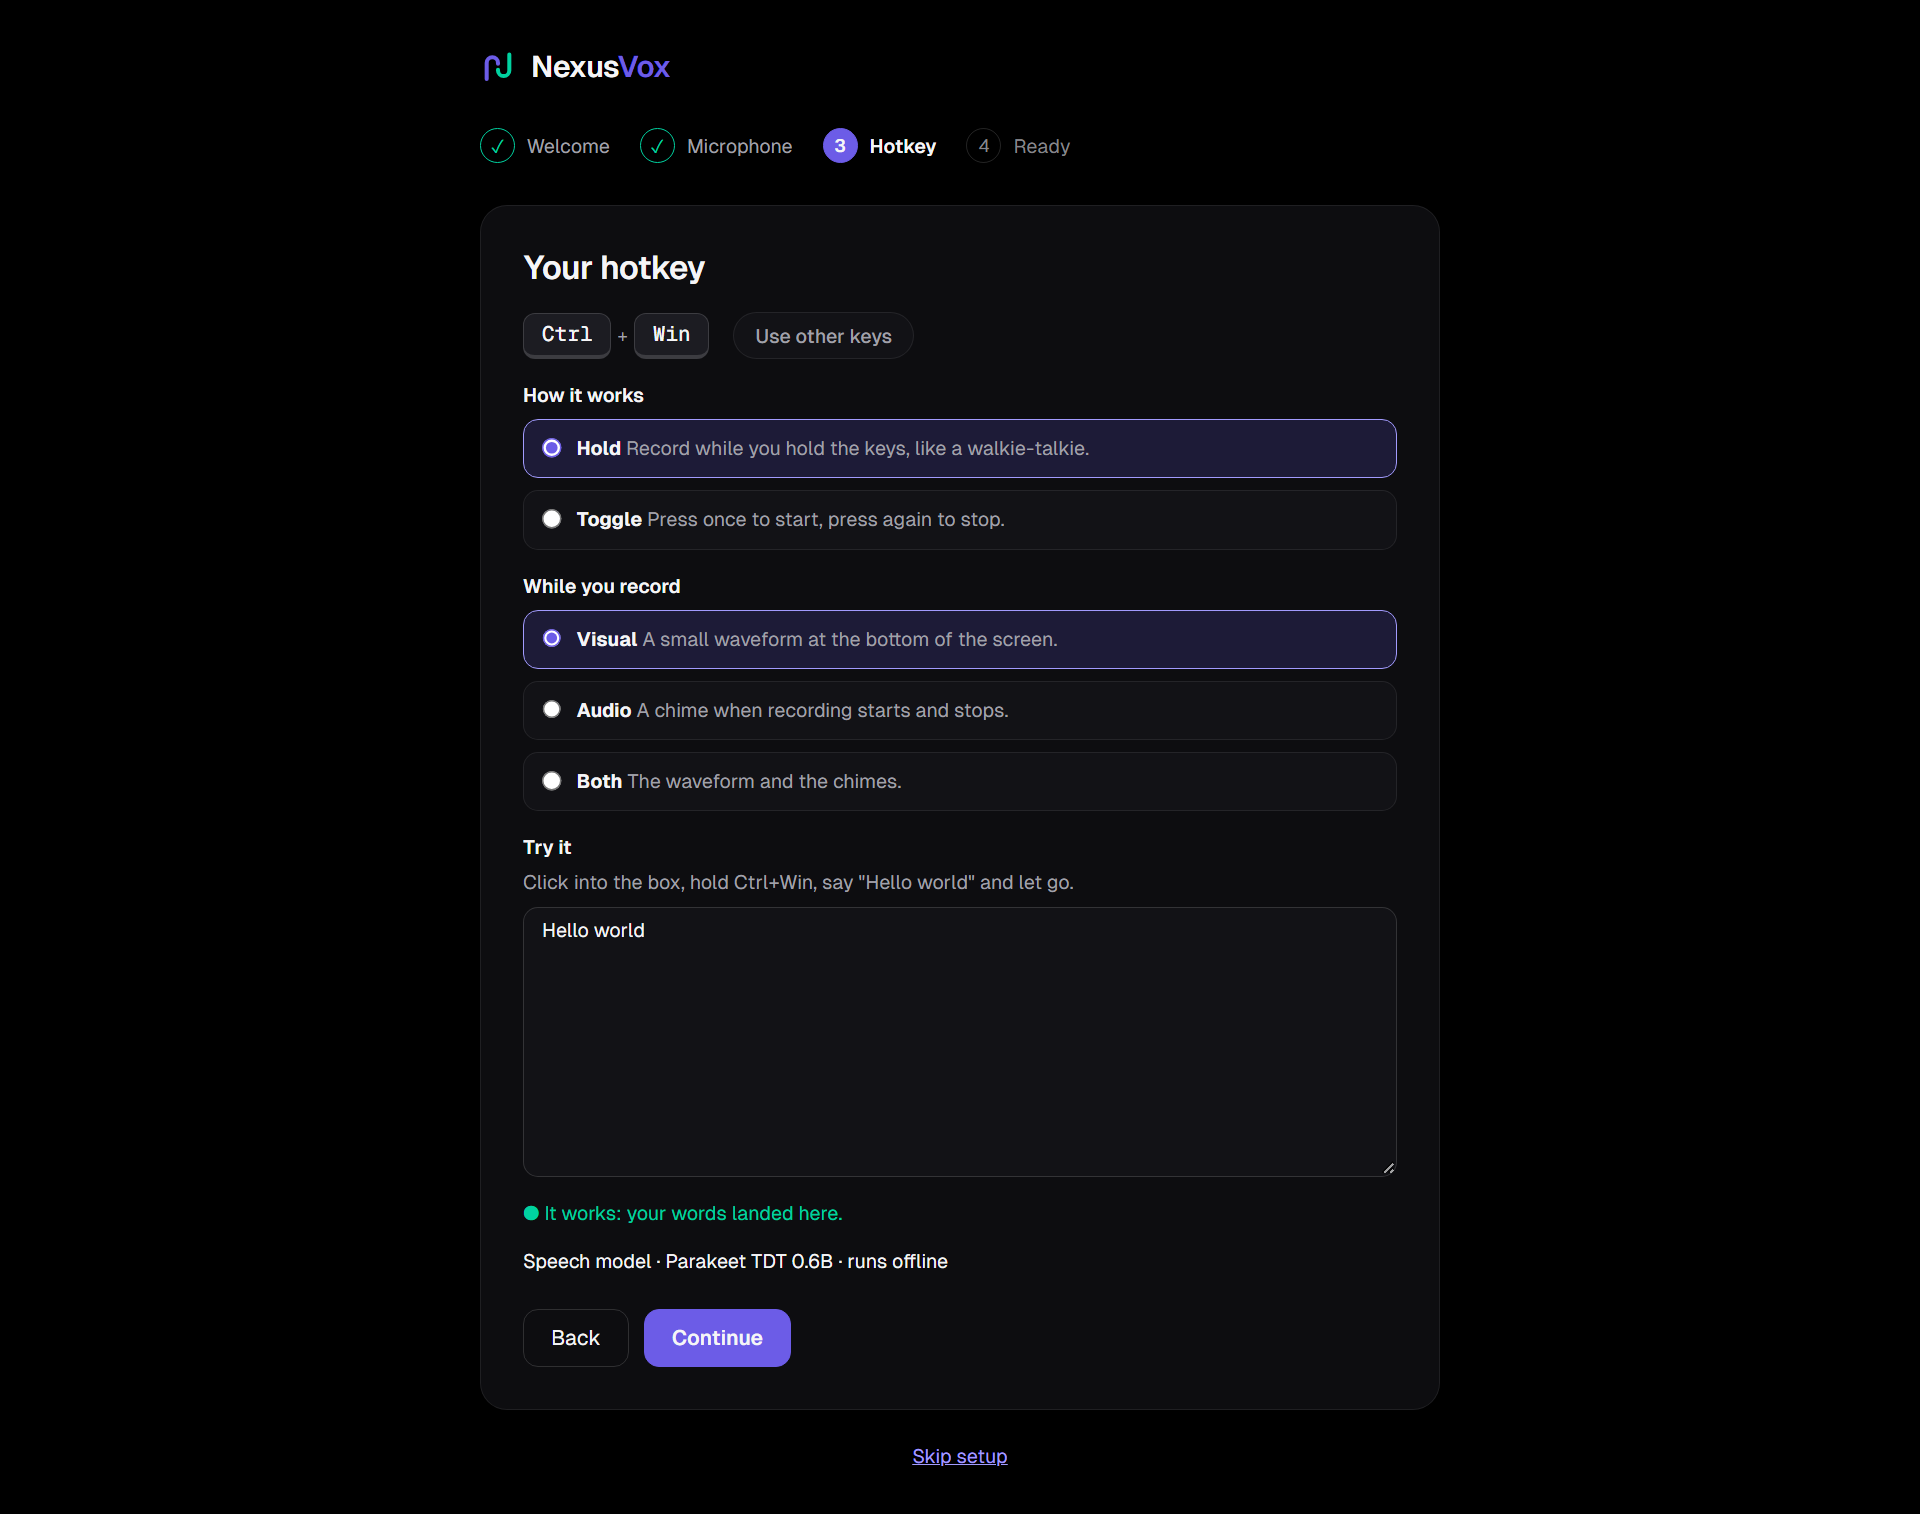 NexusVox
✓ Welcome ✓ Microphone 3 Hotkey 4 Ready
Your hotkey
Ctrl + Win Use other keys
How it works
Hold Record while you hold the keys, like a walkie-talkie.
Toggle Press once to start, press again to stop.
While you record
Visual A small waveform at the bottom of the screen.
Audio A chime when recording starts and stops.
Both The waveform and the chimes.
Try it
Click into the box, hold Ctrl+Win, say "Hello world" and let go.
Hello world
It works: your words landed here.
Speech model · Parakeet TDT 0.6B · runs offline
Back Continue
Skip setup